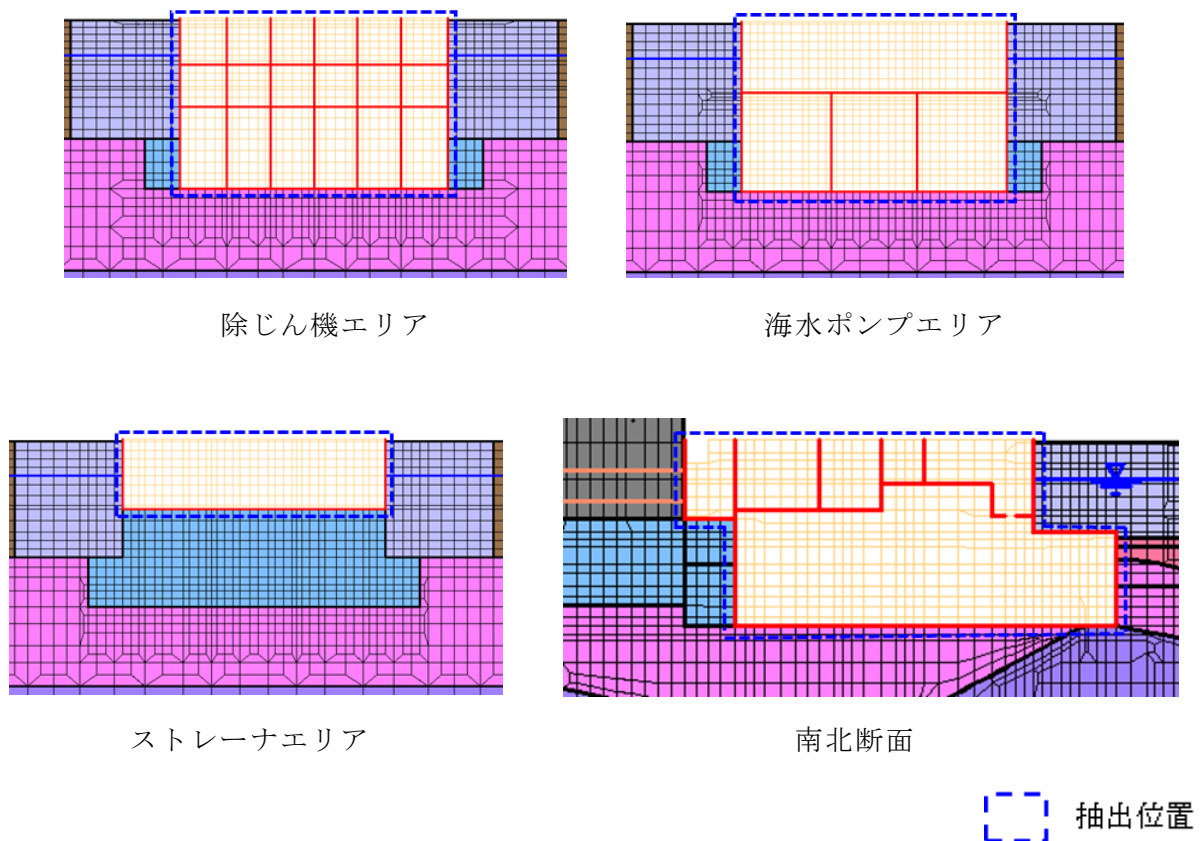 除じん機エリア
海水ポンプエリア
ストレーナエリア
南北断面
抽出位置